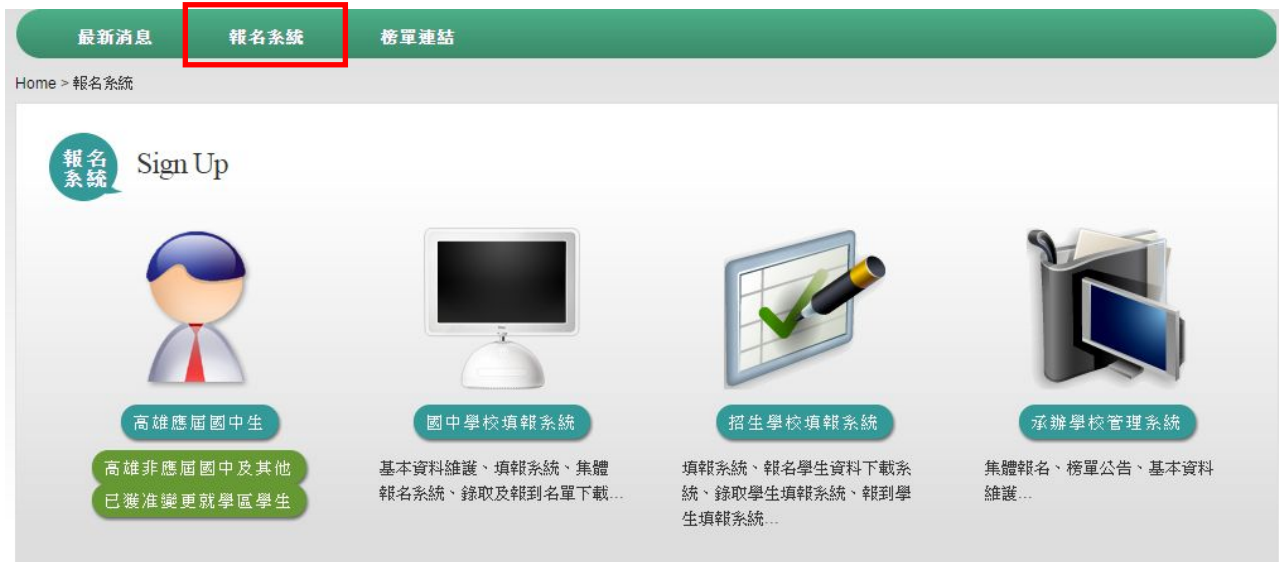 最新消息 報名系統 榜單連結
Home > 報名系統
報名
系統
Sign Up
高雄應屆國中生
高雄非應屆國中及其他
已獲准變更就學區學生
國中學校填報系統
基本資料維護、填報系統、集體
報名系統、錄取及報到名單下載...
招生學校填報系統
填報系統、報名學生資料下載系
統、錄取學生填報系統、報到學
生填報系統...
承辦學校管理系統
集體報名、榜單公告、基本資料
維護...